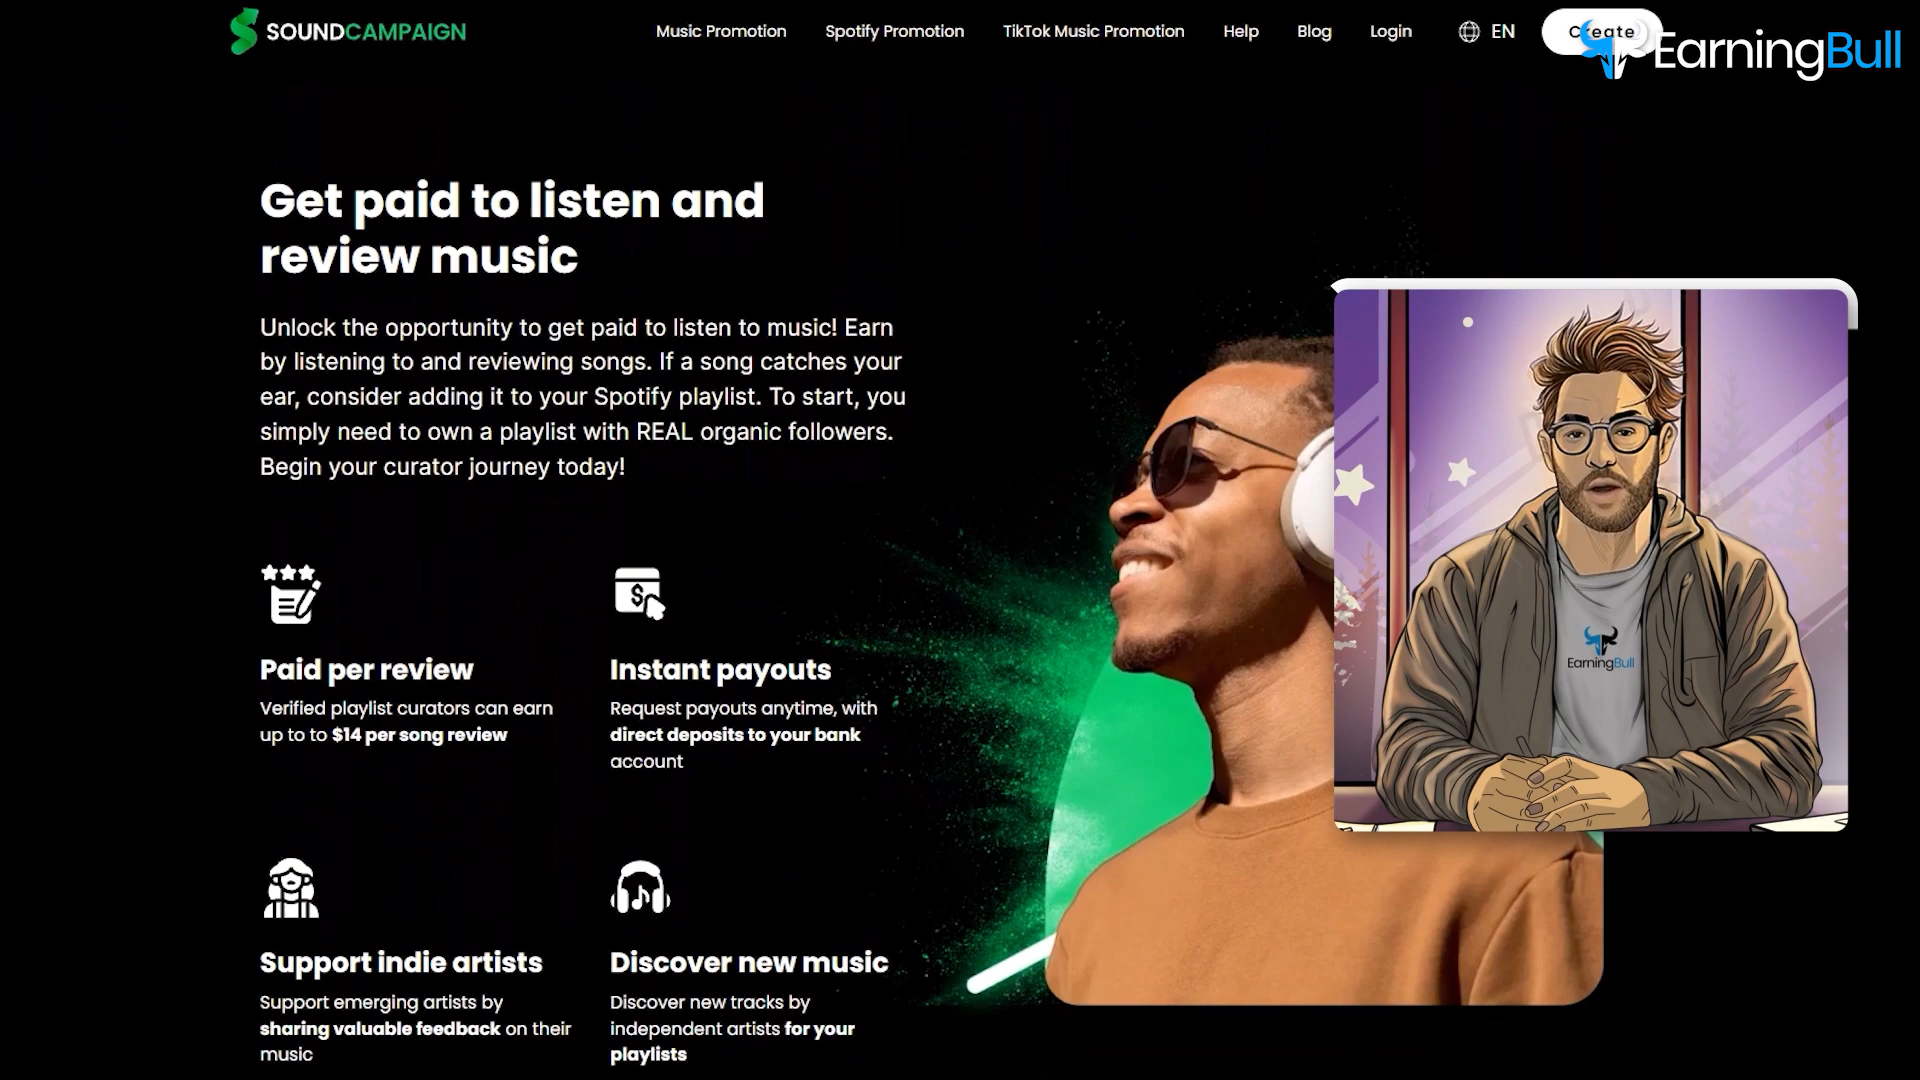 SOUNDCAMPAIGN
Music Promotion
Spotify Promotion
TikTok Music Promotion
Help
Blog
Login
EN
Create
EarningBull
Get paid to listen and
review music
Unlock the opportunity to get paid to listen to music! Earn
by listening to and reviewing songs. If a song catches your
ear, consider adding it to your Spotify playlist. To start, you
simply need to own a playlist with REAL organic followers.
Begin your curator journey today!
Paid per review
Verified playlist curators can earn
up to to $14 per song review
Instant payouts
Request payouts anytime, with
direct deposits to your bank
account
EarningBull
Support indie artists
Support emerging artists by
sharing valuable feedback on their
music
Discover new music
Discover new tracks by
independent artists for your
playlists